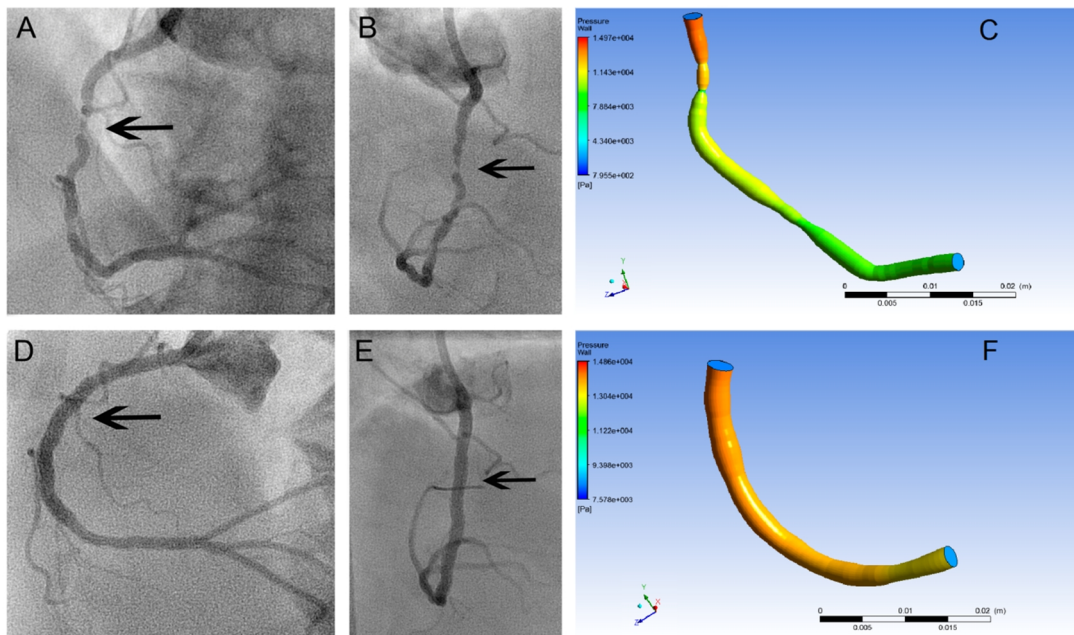 A
B
C
Pressure
Wall
1.497e+004
1.143e+004
7.884e+003
4.340e+003
7.955e+002
[Pa]
Y
Z
0 0.01 0.02 (m)
0.005 0.015
D
E
F
Pressure
Wall
1.486e+004
1.304e+004
1.122e+004
9.398e+003
7.578e+003
[Pa]
Y
X
Z
0 0.01 0.02 (m)
0.005 0.015